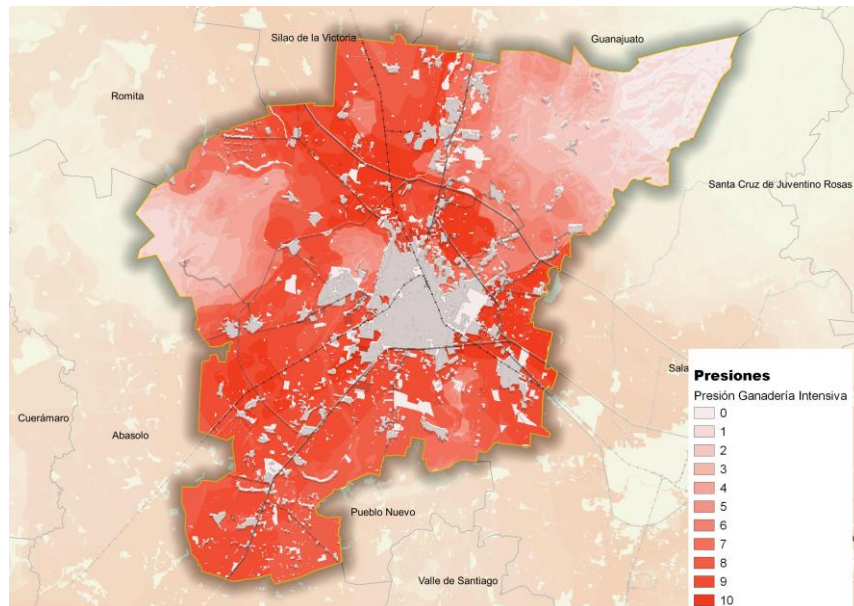 Silao de la Victoria
Guanajuato
Romita
Santa Cruz de Juventino Rosas
Cuerámaro
Abasolo
Pueblo Nuevo
Valle de Santiago
Sala
Presiones
Presión Ganadería Intensiva
0
1
2
3
4
5
6
7
8
9
10